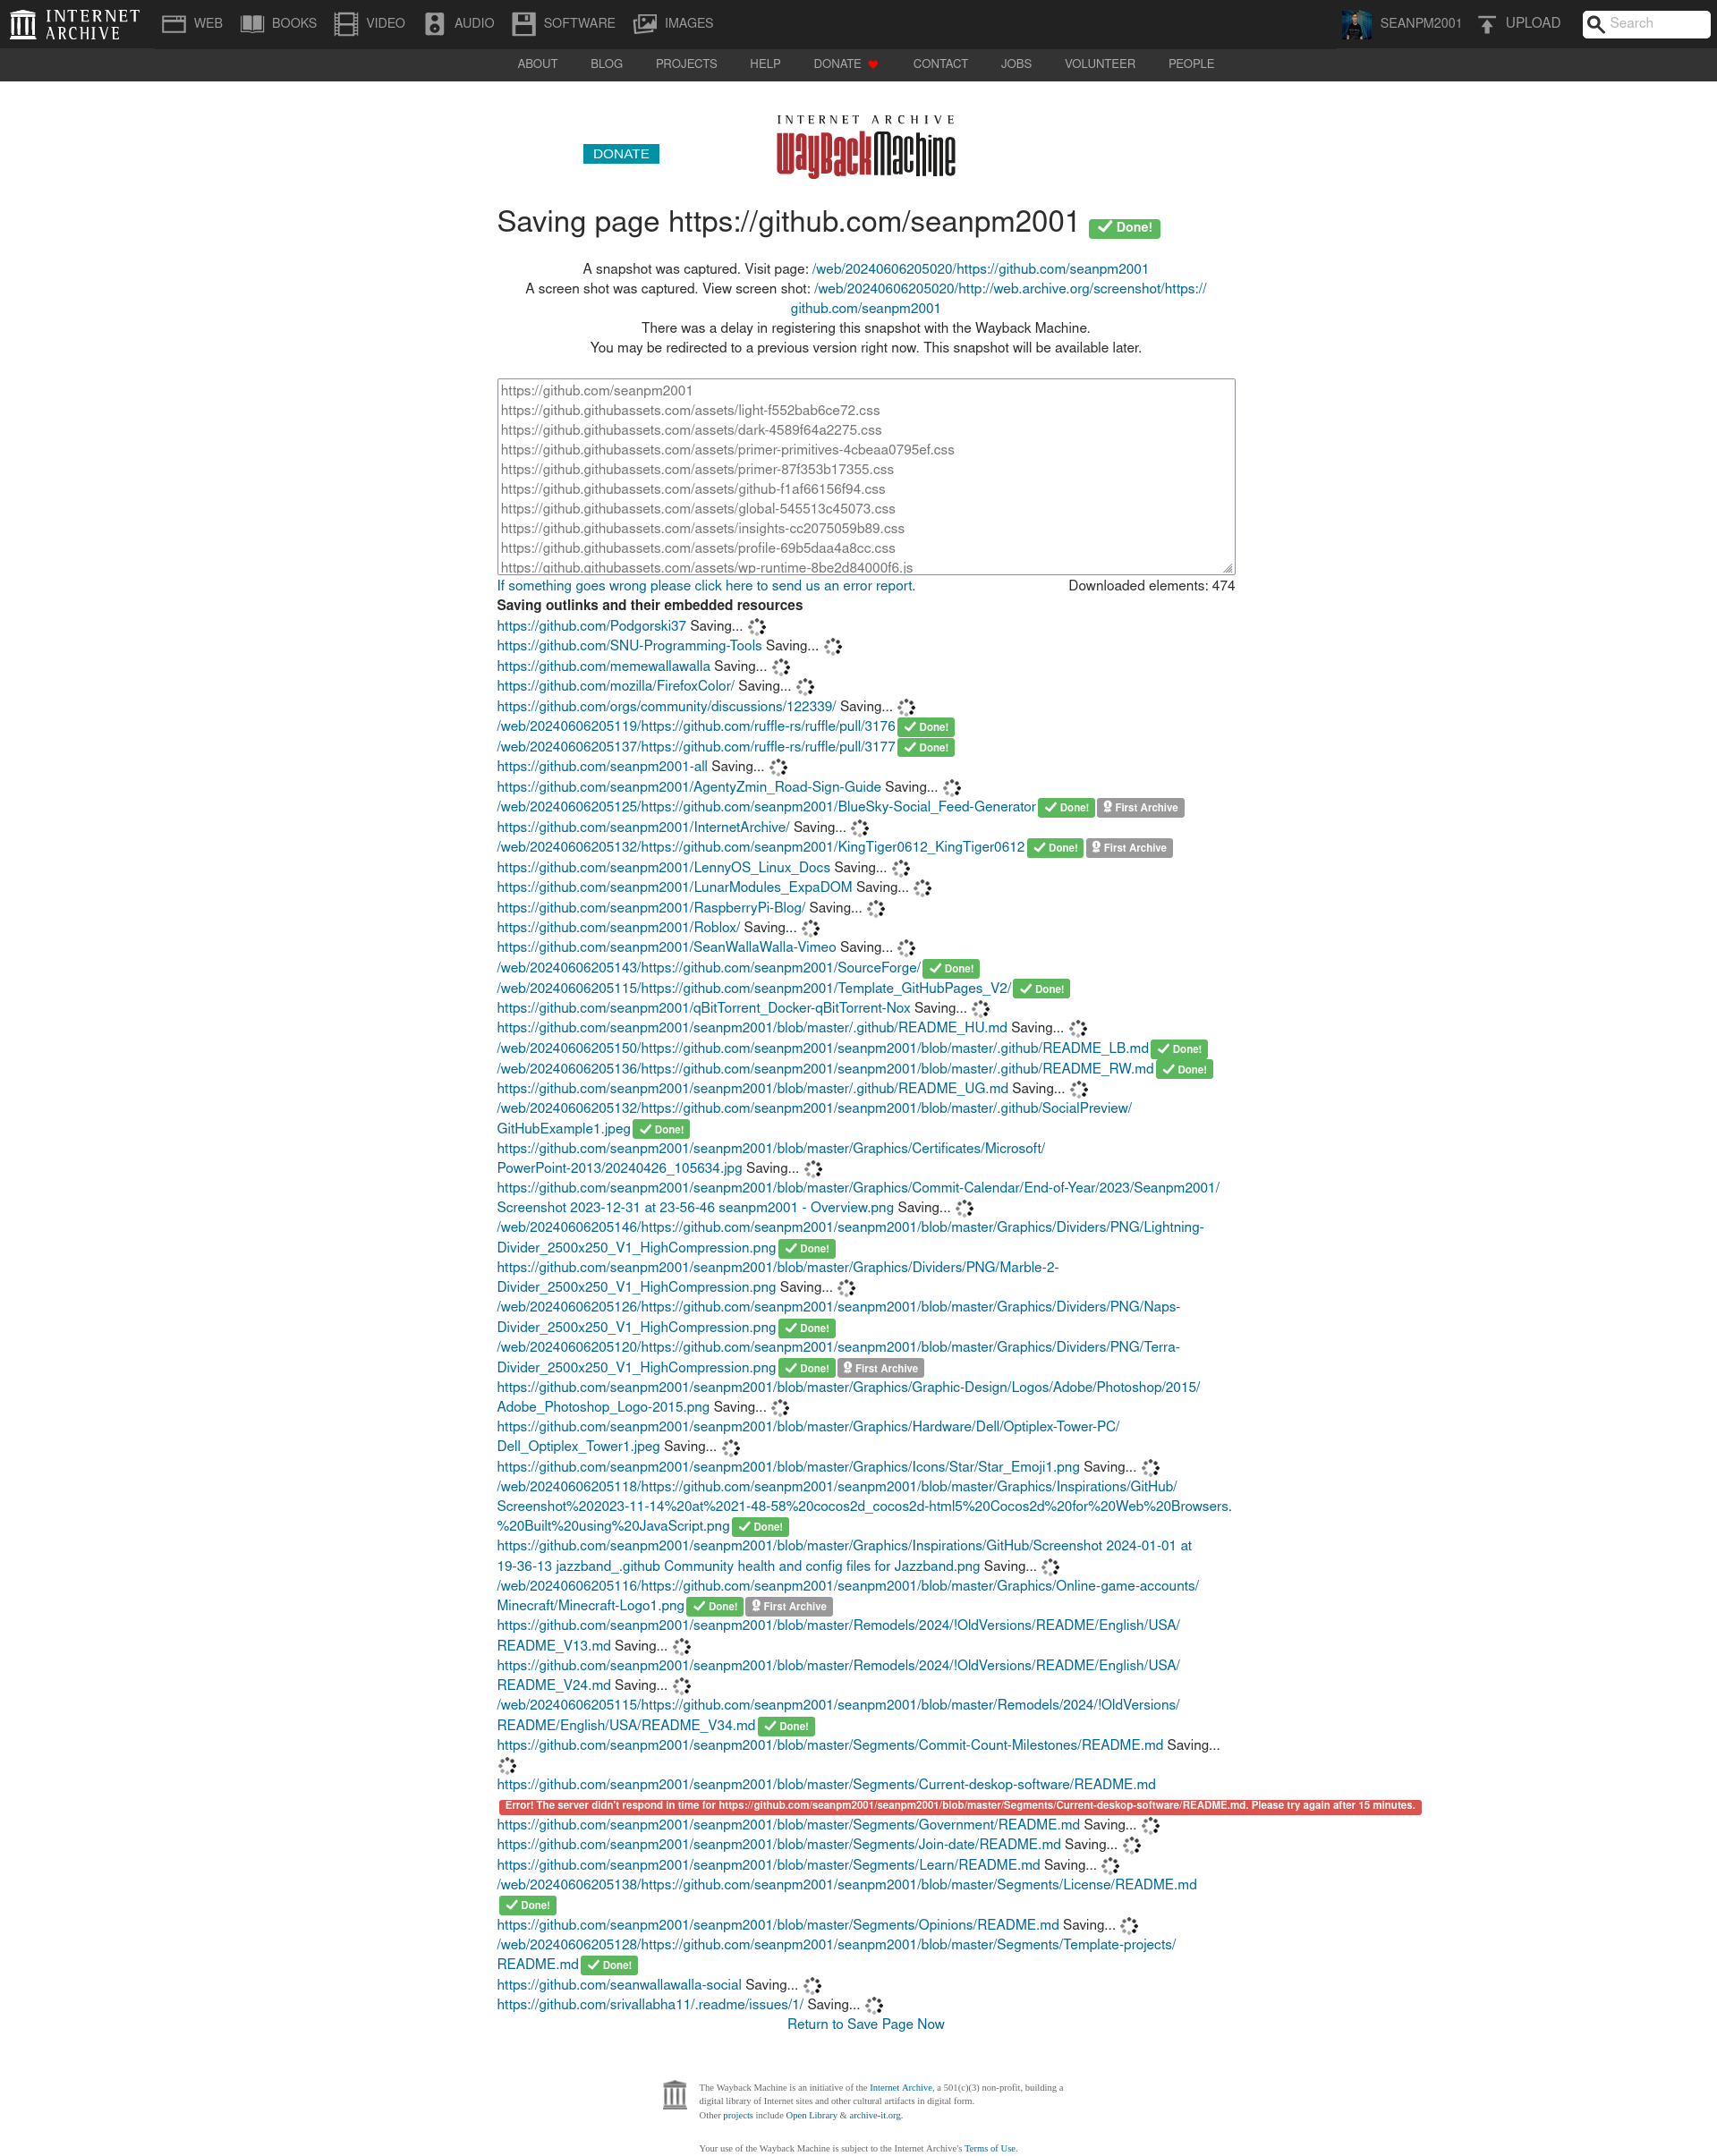 INTERNET ARCHIVE
WEB BOOKS VIDEO AUDIO SOFTWARE IMAGES SEANPM2001 UPLOAD Search
ABOUT BLOG PROJECTS HELP DONATE CONTACT JOBS VOLUNTEER PEOPLE
INTERNET ARCHIVE
DONATE WayBackMachine
Saving page https://github.com/seanpm2001 Done!
A snapshot was captured. Visit page: /web/20240606205020/https://github.com/seanpm2001
A screen shot was captured. View screen shot: /web/20240606205020/http://web.archive.org/screenshot/https://
github.com/seanpm2001
There was a delay in registering this snapshot with the Wayback Machine.
You may be redirected to a previous version right now. This snapshot will be available later.
https://github.com/seanpm2001
https://github.githubassets.com/assets/light-f552bab6ce72.css
https://github.githubassets.com/assets/dark-4589f64a2275.css
https://github.githubassets.com/assets/primer-primitives-4cbeaa0795ef.css
https://github.githubassets.com/assets/primer-87f353b17355.css
https://github.githubassets.com/assets/github-f1af66156f94.css
https://github.githubassets.com/assets/global-545513c45073.css
https://github.githubassets.com/assets/insights-cc2075059b89.css
https://github.githubassets.com/assets/profile-69b5daa4a8cc.css
https://github.githubassets.com/assets/wp-runtime-8be2d84000f6.js
If something goes wrong please click here to send us an error report. Downloaded elements: 474
Saving outlinks and their embedded resources
https://github.com/Podgorski37 Saving...
https://github.com/SNU-Programming-Tools Saving...
https://github.com/memewallawalla Saving...
https://github.com/mozilla/FirefoxColor/ Saving...
https://github.com/orgs/community/discussions/122339/ Saving...
/web/20240606205119/https://github.com/ruffle-rs/ruffle/pull/3176 Done!
/web/20240606205137/https://github.com/ruffle-rs/ruffle/pull/3177 Done!
https://github.com/seanpm2001-all Saving...
https://github.com/seanpm2001/AgentyZmin_Road-Sign-Guide Saving...
/web/20240606205125/https://github.com/seanpm2001/BlueSky-Social_Feed-Generator Done! First Archive
https://github.com/seanpm2001/InternetArchive/ Saving...
/web/20240606205132/https://github.com/seanpm2001/KingTiger0612_KingTiger0612 Done! First Archive
https://github.com/seanpm2001/LennyOS_Linux_Docs Saving...
https://github.com/seanpm2001/LunarModules_ExpaDOM Saving...
https://github.com/seanpm2001/RaspberryPi-Blog/ Saving...
https://github.com/seanpm2001/Roblox/ Saving...
https://github.com/seanpm2001/SeanWallaWalla-Vimeo Saving...
/web/20240606205143/https://github.com/seanpm2001/SourceForge/ Done!
/web/20240606205115/https://github.com/seanpm2001/Template_GitHubPages_V2/ Done!
https://github.com/seanpm2001/qBitTorrent_Docker-qBitTorrent-Nox Saving...
https://github.com/seanpm2001/seanpm2001/blob/master/.github/README_HU.md Saving...
/web/20240606205150/https://github.com/seanpm2001/seanpm2001/blob/master/.github/README_LB.md Done!
/web/20240606205136/https://github.com/seanpm2001/seanpm2001/blob/master/.github/README_RW.md Done!
https://github.com/seanpm2001/seanpm2001/blob/master/.github/README_UG.md Saving...
/web/20240606205132/https://github.com/seanpm2001/seanpm2001/blob/master/.github/SocialPreview/
GitHubExample1.jpeg Done!
https://github.com/seanpm2001/seanpm2001/blob/master/Graphics/Certificates/Microsoft/
PowerPoint-2013/20240426_105634.jpg Saving...
https://github.com/seanpm2001/seanpm2001/blob/master/Graphics/Commit-Calendar/End-of-Year/2023/Seanpm2001/
Screenshot 2023-12-31 at 23-56-46 seanpm2001 - Overview.png Saving...
/web/20240606205146/https://github.com/seanpm2001/seanpm2001/blob/master/Graphics/Dividers/PNG/Lightning-
Divider_2500x250_V1_HighCompression.png Done!
https://github.com/seanpm2001/seanpm2001/blob/master/Graphics/Dividers/PNG/Marble-2-
Divider_2500x250_V1_HighCompression.png Saving...
/web/20240606205126/https://github.com/seanpm2001/seanpm2001/blob/master/Graphics/Dividers/PNG/Naps-
Divider_2500x250_V1_HighCompression.png Done!
/web/20240606205120/https://github.com/seanpm2001/seanpm2001/blob/master/Graphics/Dividers/PNG/Terra-
Divider_2500x250_V1_HighCompression.png Done! First Archive
https://github.com/seanpm2001/seanpm2001/blob/master/Graphics/Graphic-Design/Logos/Adobe/Photoshop/2015/
Adobe_Photoshop_Logo-2015.png Saving...
https://github.com/seanpm2001/seanpm2001/blob/master/Graphics/Hardware/Dell/Optiplex-Tower-PC/
Dell_Optiplex_Tower1.jpeg Saving...
https://github.com/seanpm2001/seanpm2001/blob/master/Graphics/Icons/Star/Star_Emoji1.png Saving...
/web/20240606205118/https://github.com/seanpm2001/seanpm2001/blob/master/Graphics/Inspirations/GitHub/
Screenshot%202023-11-14%20at%2021-48-58%20cocos2d_cocos2d-html5%20Cocos2d%20for%20Web%20Browsers.
%20Built%20using%20JavaScript.png Done!
https://github.com/seanpm2001/seanpm2001/blob/master/Graphics/Inspirations/GitHub/Screenshot 2024-01-01 at
19-36-13 jazzband_.github Community health and config files for Jazzband.png Saving...
/web/20240606205116/https://github.com/seanpm2001/seanpm2001/blob/master/Graphics/Online-game-accounts/
Minecraft/Minecraft-Logo1.png Done! First Archive
https://github.com/seanpm2001/seanpm2001/blob/master/Remodels/2024/!OldVersions/README/English/USA/
README_V13.md Saving...
https://github.com/seanpm2001/seanpm2001/blob/master/Remodels/2024/!OldVersions/README/English/USA/
README_V24.md Saving...
/web/20240606205115/https://github.com/seanpm2001/seanpm2001/blob/master/Remodels/2024/!OldVersions/
README/English/USA/README_V34.md Done!
https://github.com/seanpm2001/seanpm2001/blob/master/Segments/Commit-Count-Milestones/README.md Saving...
https://github.com/seanpm2001/seanpm2001/blob/master/Segments/Current-deskop-software/README.md
Error! The server didn't respond in time for https://github.com/seanpm2001/seanpm2001/blob/master/Segments/Current-deskop-software/README.md. Please try again after 15 minutes.
https://github.com/seanpm2001/seanpm2001/blob/master/Segments/Government/README.md Saving...
https://github.com/seanpm2001/seanpm2001/blob/master/Segments/Join-date/README.md Saving...
https://github.com/seanpm2001/seanpm2001/blob/master/Segments/Learn/README.md Saving...
/web/20240606205138/https://github.com/seanpm2001/seanpm2001/blob/master/Segments/License/README.md
Done!
https://github.com/seanpm2001/seanpm2001/blob/master/Segments/Opinions/README.md Saving...
/web/20240606205128/https://github.com/seanpm2001/seanpm2001/blob/master/Segments/Template-projects/
README.md Done!
https://github.com/seanwallawalla-social Saving...
https://github.com/srivallabha11/.readme/issues/1/ Saving...
Return to Save Page Now
The Wayback Machine is an initiative of the Internet Archive, a 501(c)(3) non-profit, building a
digital library of Internet sites and other cultural artifacts in digital form.
Other projects include Open Library & archive-it.org.
Your use of the Wayback Machine is subject to the Internet Archive's Terms of Use.